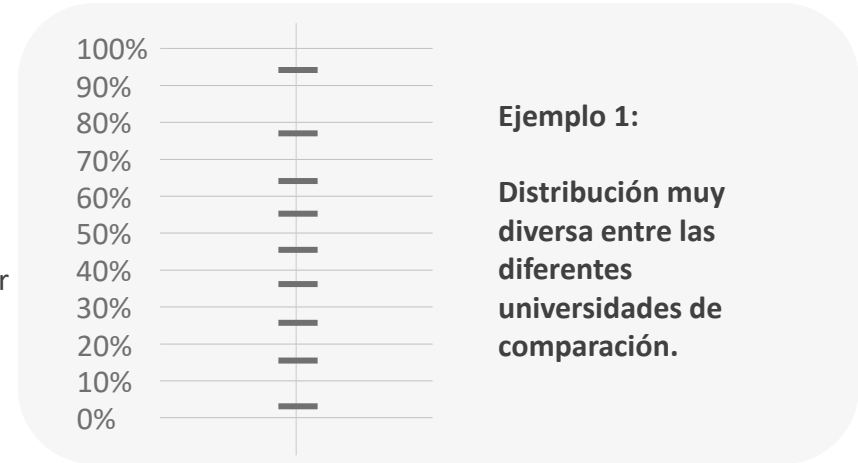 100%
90%
80%
70%
60%
50%
40%
30%
20%
10%
0%
Ejemplo 1:
Distribución muy
diversa entre las
diferentes
universidades de
comparación.